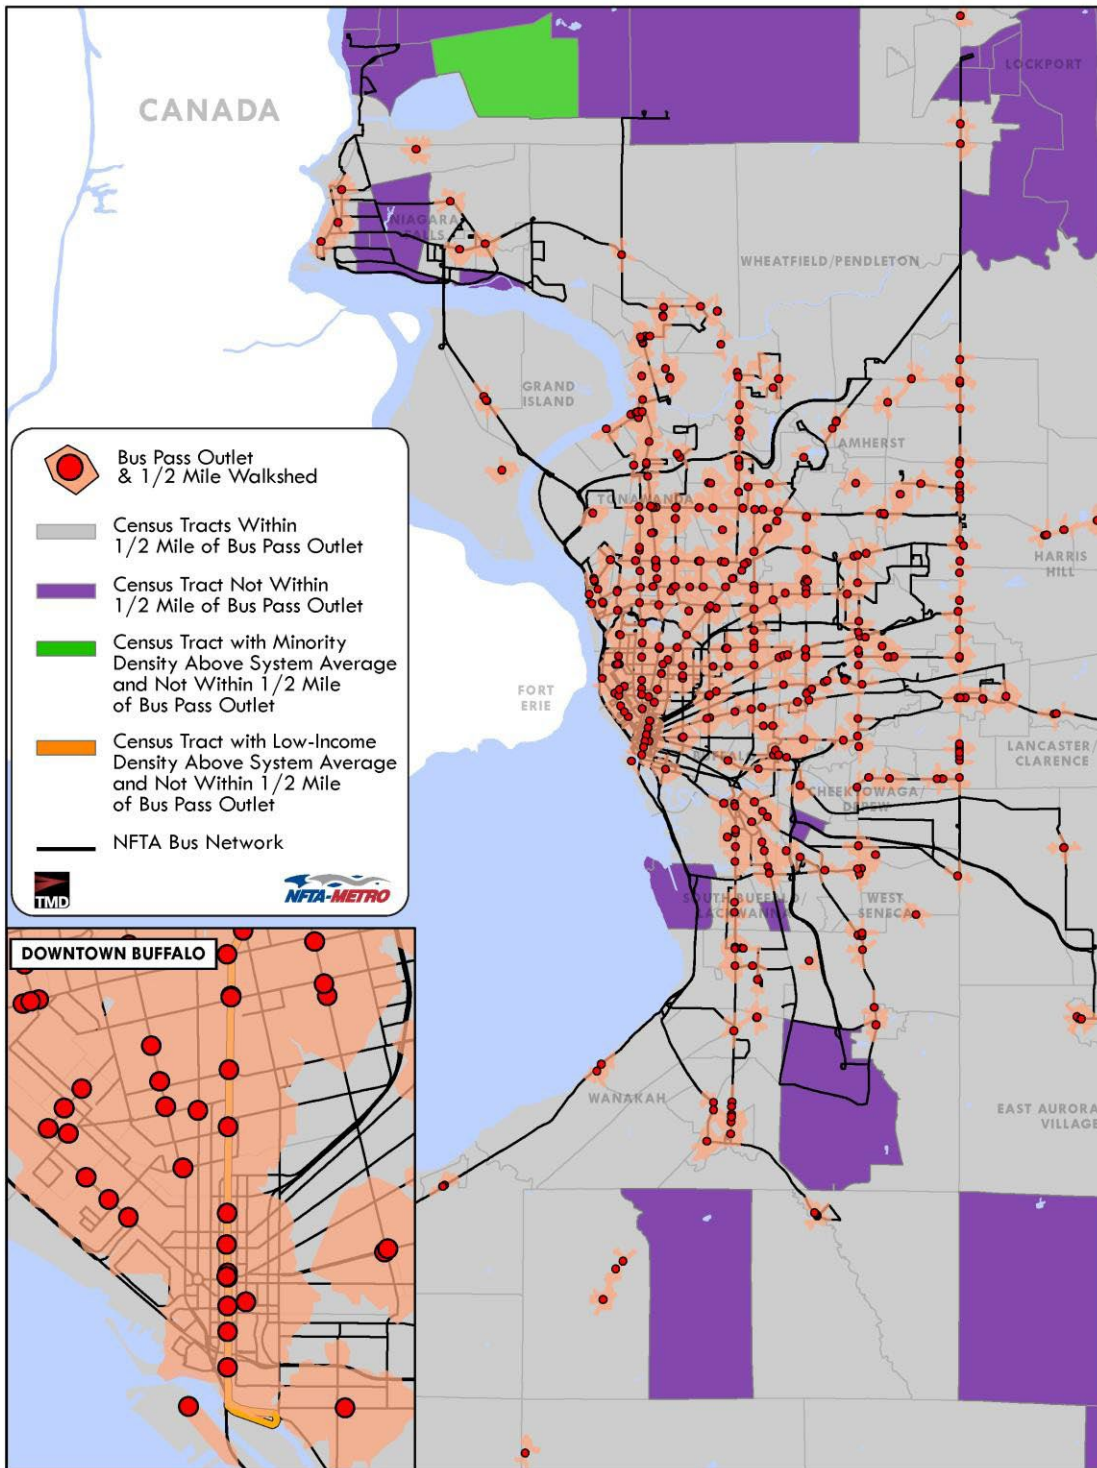 CANADA
LOCKPORT
NIAGARA
FALLS
WHEATFIELD/PENDLETON
GRAND
ISLAND
AMHERST
TONAWANDA
HARRIS
HILL
FORT
ERIE
BUFFALO
LANCASTER/
CLARENCE
CHEEKTOWAGA/
DEPEW
SOUTH BUFFALO/
LACKAWANNA
WEST
SENECA
WANAKAH
EAST AURORA
VILLAGE
Bus Pass Outlet
& 1/2 Mile Walkshed
Census Tracts Within
1/2 Mile of Bus Pass Outlet
Census Tract Not Within
1/2 Mile of Bus Pass Outlet
Census Tract with Minority
Density Above System Average
and Not Within 1/2 Mile
of Bus Pass Outlet
Census Tract with Low-Income
Density Above System Average
and Not Within 1/2 Mile
of Bus Pass Outlet
NFTA Bus Network
TMD
NFTA-METRO
DOWNTOWN BUFFALO